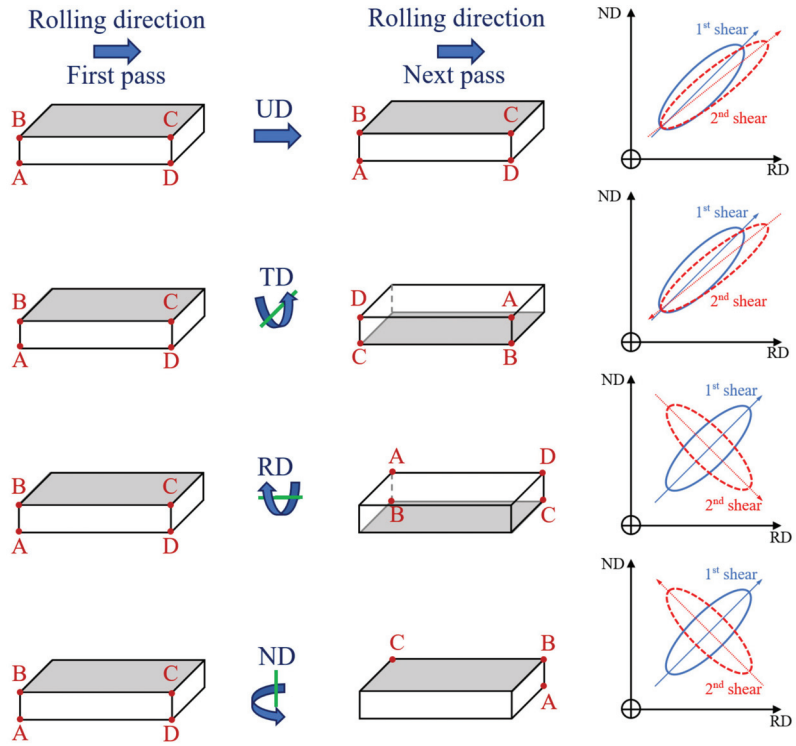 Rolling direction
First pass
Rolling direction
Next pass
B
C
A
D
UD
B
C
A
D
ND
1st shear
2nd shear
RD
B
C
A
D
TD
D
A
C
B
ND
1st shear
2nd shear
RD
B
C
A
D
RD
A
D
B
C
ND
1st shear
2nd shear
RD
B
C
A
D
ND
C
B
A
ND
1st shear
2nd shear
RD